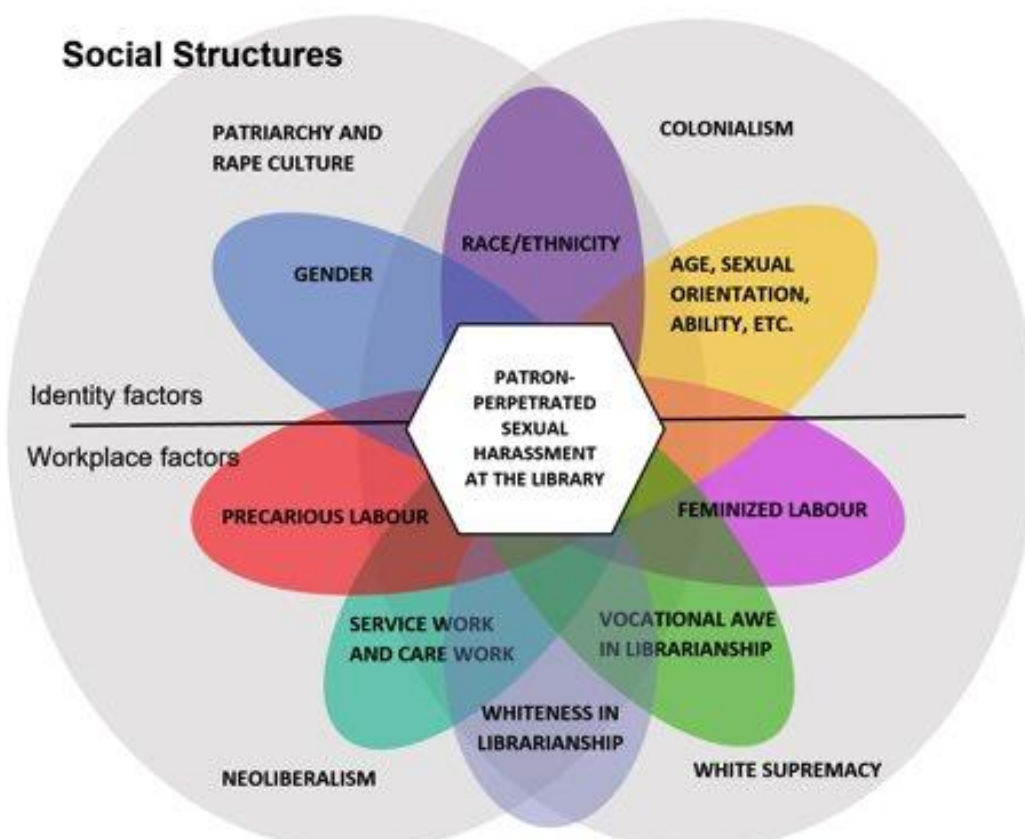 Social Structures
PATRIARCHY AND
RAPE CULTURE
COLONIALISM
RACE/ETHNICITY
GENDER
AGE, SEXUAL
ORIENTATION,
ABILITY, ETC.
PATRON-
PERPETRATED
SEXUAL
HARASSMENT
AT THE LIBRARY
Identity factors
Workplace factors
PRECARIOUS LABOUR
FEMINIZED LABOUR
SERVICE WORK
AND CARE WORK
VOCATIONAL AWE
IN LIBRARIANSHIP
WHITENESS IN
LIBRARIANSHIP
NEOLIBERALISM
WHITE SUPREMACY